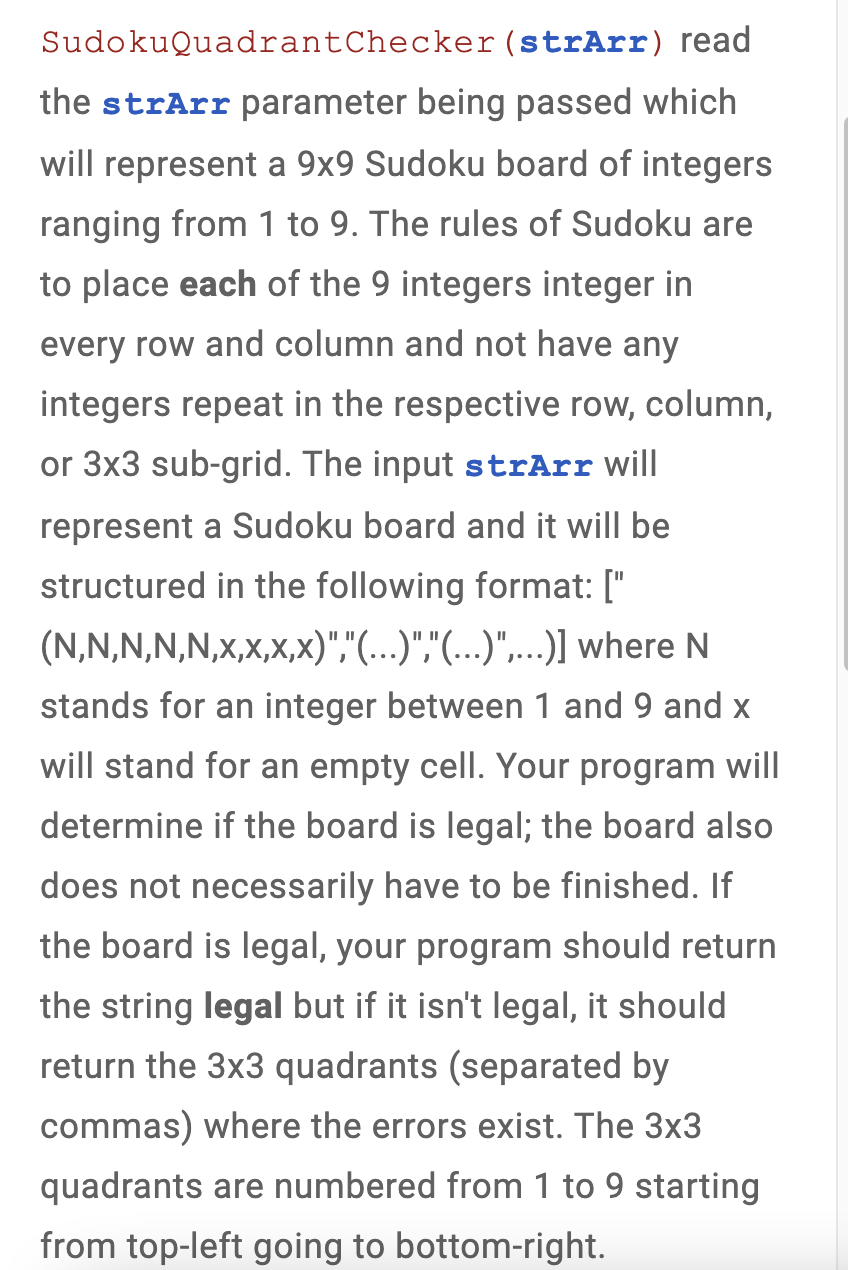 SudokuQuadrantChecker(strArr) read
the strArr parameter being passed which
will represent a 9x9 Sudoku board of integers
ranging from 1 to 9. The rules of Sudoku are
to place each of the 9 integers integer in
every row and column and not have any
integers repeat in the respective row, column,
or 3x3 sub-grid. The input strArr will
represent a Sudoku board and it will be
structured in the following format: ["
(N,N,N,N,N,x,x,x,x)","(...)","(...)",...)] where N
stands for an integer between 1 and 9 and x
will stand for an empty cell. Your program will
determine if the board is legal; the board also
does not necessarily have to be finished. If
the board is legal, your program should return
the string legal but if it isn't legal, it should
return the 3x3 quadrants (separated by
commas) where the errors exist. The 3x3
quadrants are numbered from 1 to 9 starting
from top-left going to bottom-right.